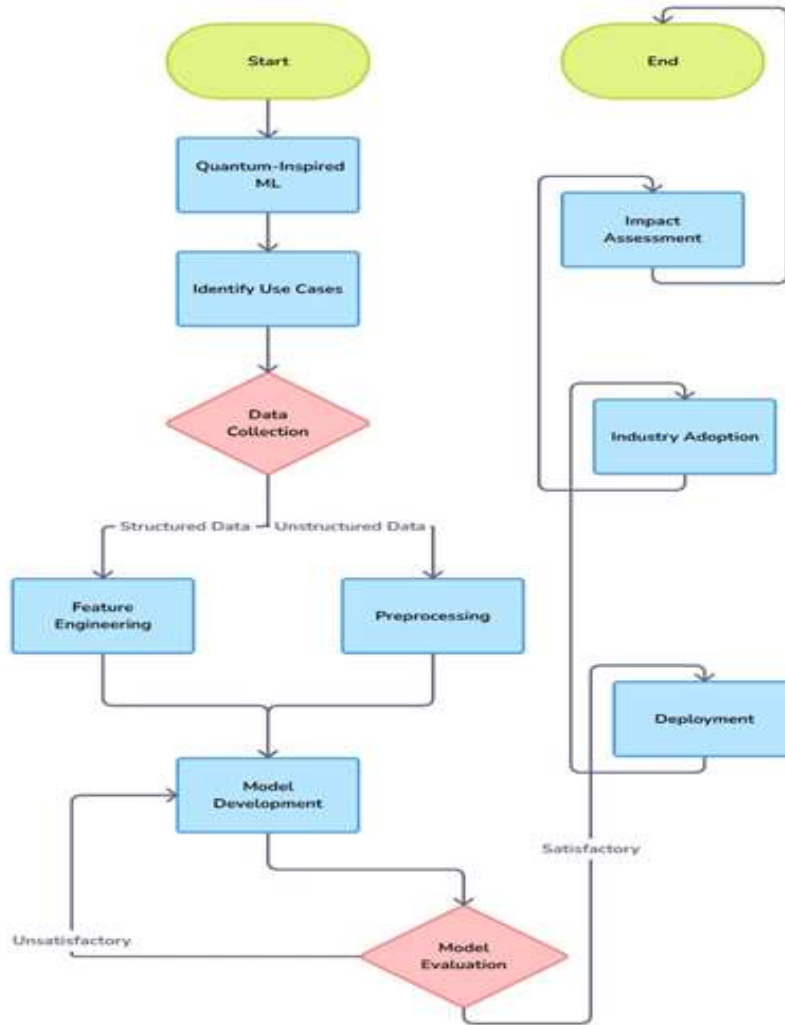 Start
Quantum-Inspired
ML
Identify Use Cases
Data
Collection
Structured Data
Unstructured Data
Feature
Engineering
Preprocessing
Model
Development
Unsatisfactory
Model
Evaluation
Satisfactory
Deployment
Industry Adoption
Impact
Assessment
End